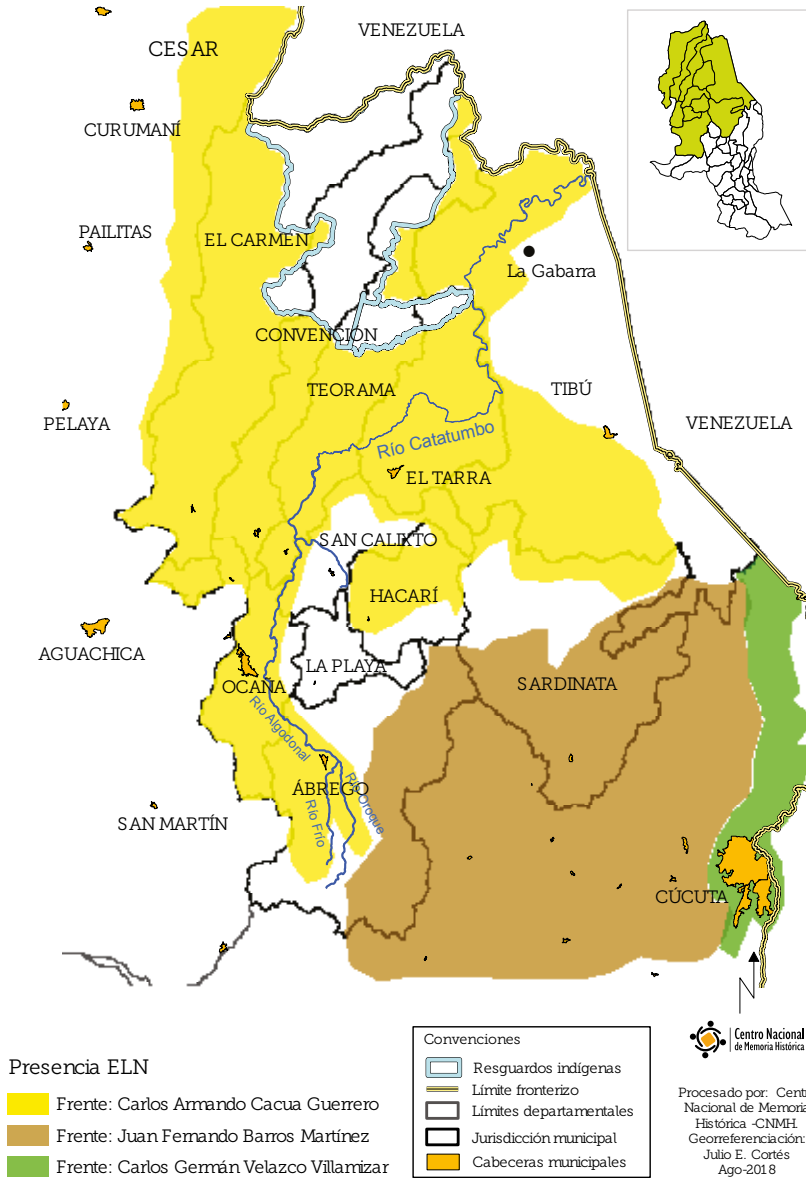 VENEZUELA
CESAR
CURUMANÍ
PAILITAS
EL CARMEN
La Gabarra
CONVENCIÓN
TEORAMA
TIBÚ
PELAYA
VENEZUELA
Río Catatumbo
EL TARRA
SAN CALIXTO
HACARÍ
AGUACHICA
LA PLAYA
OCAÑA
SARDINATA
Río Algodonal
ÁBREGO
Río Oroque
Río Frío
SAN MARTÍN
CÚCUTA
N
Centro Nacional
de Memoria Histórica
Presencia ELN
Frente: Carlos Armando Cacua Guerrero
Frente: Juan Fernando Barros Martínez
Frente: Carlos Germán Velazco Villamizar
Convenciones
Resguardos indígenas
Límite fronterizo
Límites departamentales
Jurisdicción municipal
Cabeceras municipales
Procesado por: Centr
Nacional de Memoria
Histórica -CNMH.
Georreferenciación:
Julio E. Cortés
Ago-2018